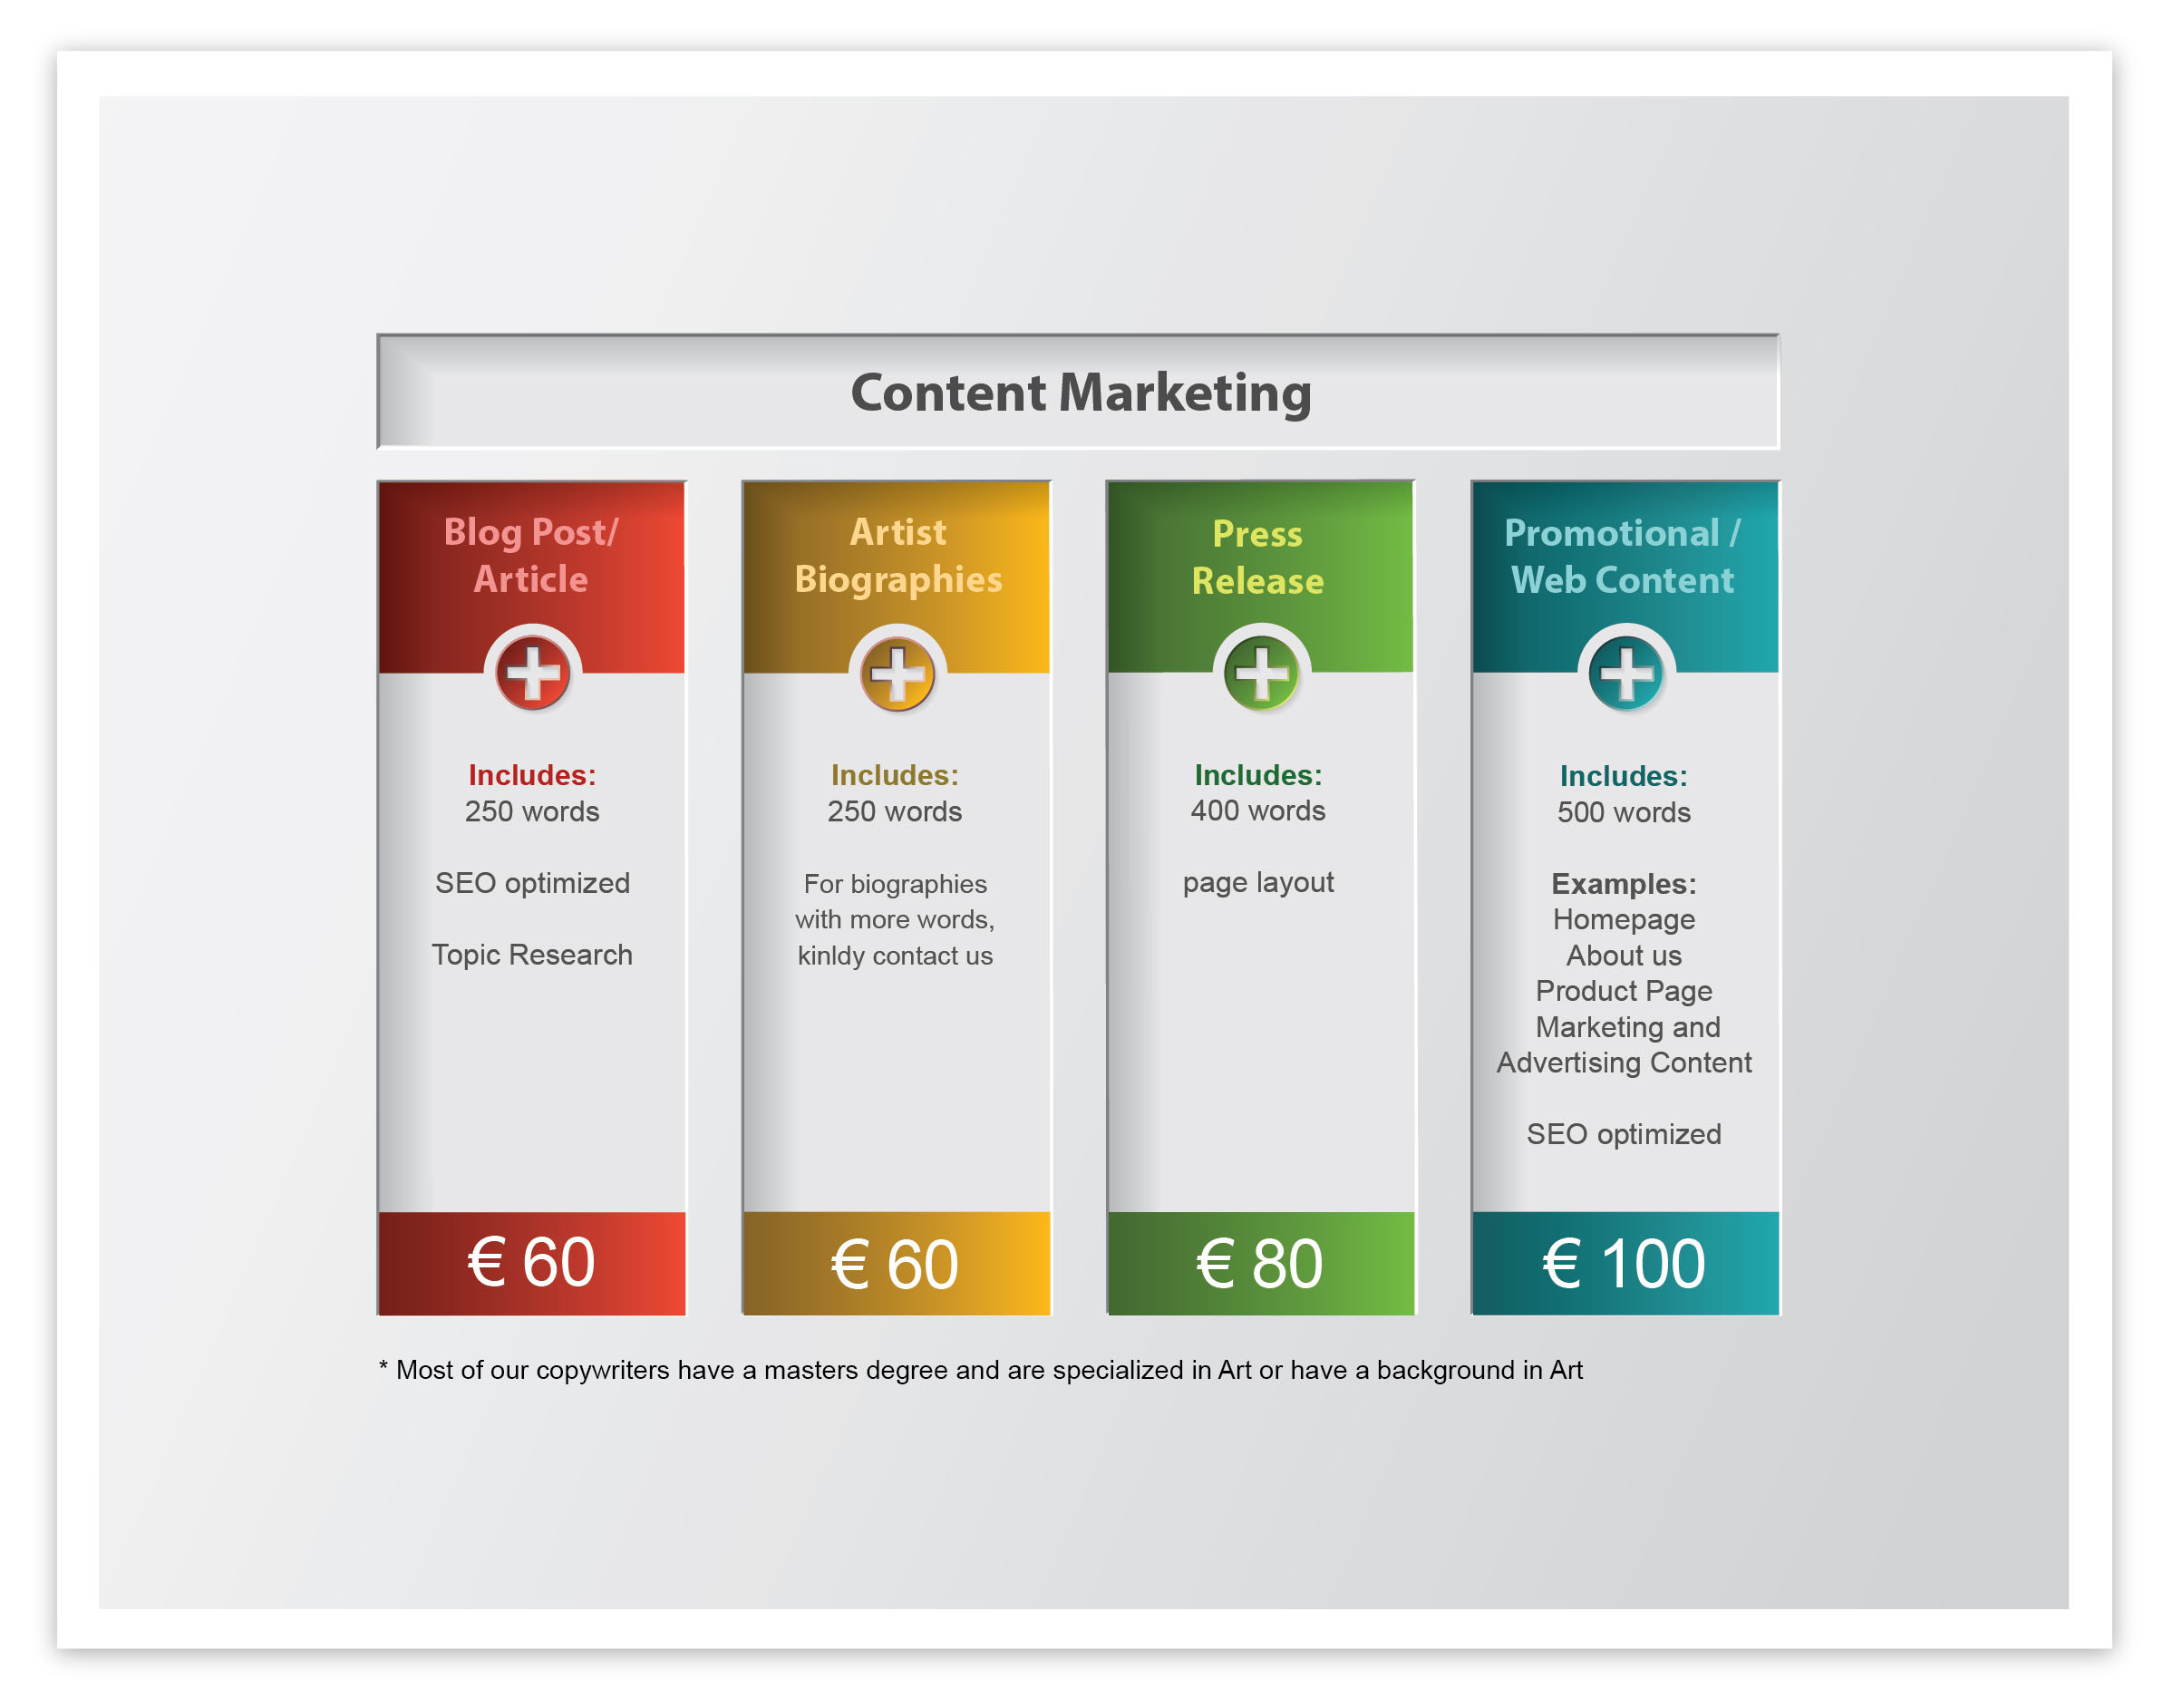 Content Marketing
Blog Post/
Article
Includes:
250 words
SEO optimized
Topic Research
€ 60
Artist
Biographies
Includes:
250 words
For biographies
with more words,
kinldy contact us
€ 60
Press
Release
Includes:
400 words
page layout
€ 80
Promotional /
Web Content
Includes:
500 words
Examples:
Homepage
About us
Product Page
Marketing and
Advertising Content
SEO optimized
€ 100
* Most of our copywriters have a masters degree and are specialized in Art or have a background in Art